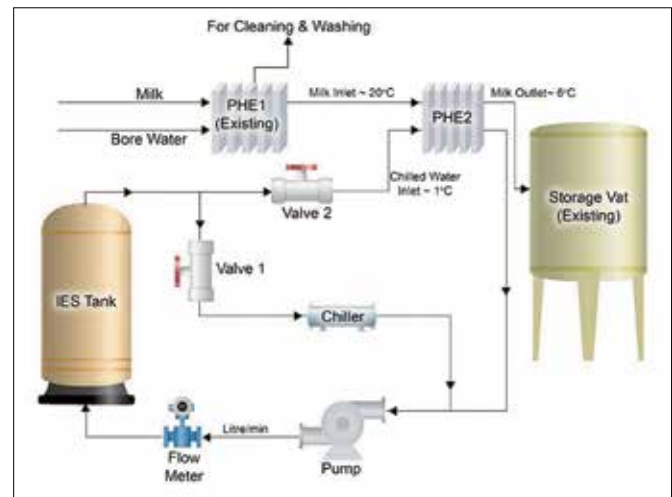 For Cleaning & Washing
Milk
PHE1
(Existing)
Milk Inlet ~ 20°C
PHE2
Milk Outlet~ 6°C
Bore Water
Chilled Water
Inlet ~ 1°C
Valve 2
Storage Vat
(Existing)
Valve 1
IES Tank
Chiller
Litre/min
Flow
Meter
Pump